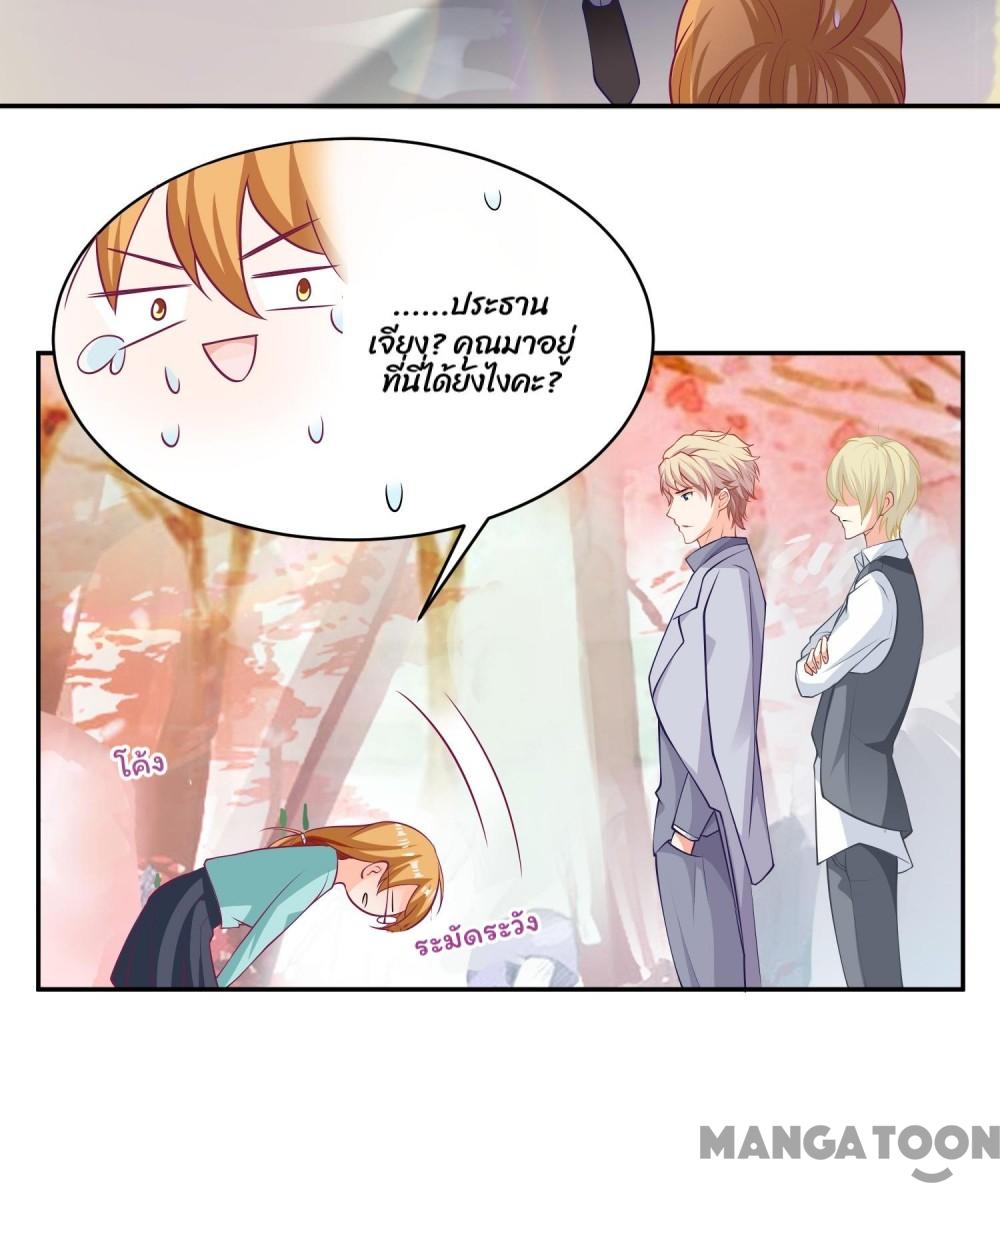 ......ประธาน
เจียง? คุณมาอยู่
ที่นี่ได้ยังไงคะ?
โค้ง
ระมัดระวัง
MANGATOON